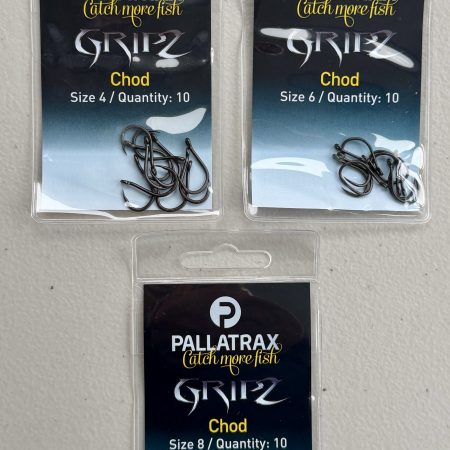 Catch more fish
GRIPZ
Chod
Size 4 / Quantity: 10
Catch more fish
GRIPZ
Chod
Size 6 / Quantity: 10
P
PALLATRAX
Catch more fish
GRIPZ
Chod
Size 8 / Quantity: 10